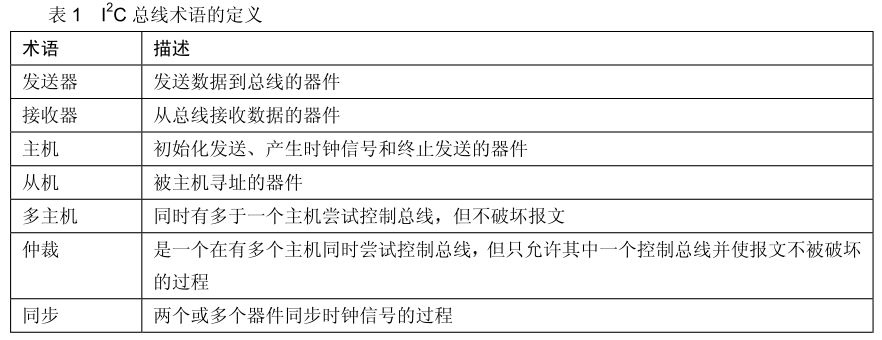 表 1 I²C 总线术语的定义
术语 描述
发送器 发送数据到总线的器件
接收器 从总线接收数据的器件
主机 初始化发送、产生时钟信号和终止发送的器件
从机 被主机寻址的器件
多主机 同时有多于一个主机尝试控制总线，但不破坏报文
仲裁 是一个在有多个主机同时尝试控制总线，但只允许其中一个控制总线并使报文不被破坏
的过程
同步 两个或多个器件同步时钟信号的过程